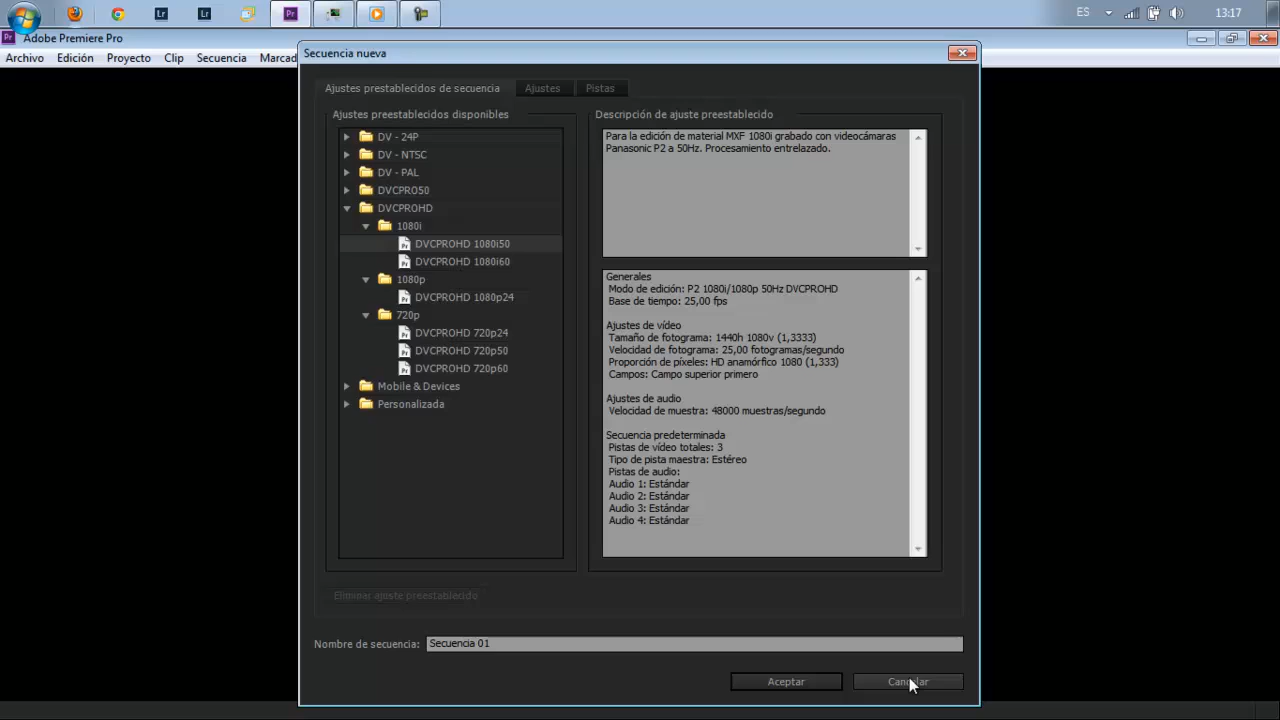 Lr
Lr
Pr
ES
13:17
Pr Adobe Premiere Pro
Archivo Edición Proyecto Clip Secuencia Marcad
Secuencia nueva
Ajustes prestablecidos de secuencia
Ajustes
Pistas
Ajustes preestablecidos disponibles
DV - 24P
DV - NTSC
DV - PAL
DVCPRO50
DVCPROHD
1080i
DVCPROHD 1080i50
DVCPROHD 1080i60
1080p
DVCPROHD 1080p24
720p
DVCPROHD 720p24
DVCPROHD 720p50
DVCPROHD 720p60
Mobile & Devices
Personalizada
Descripción de ajuste preestablecido
Para la edición de material MXF 1080i grabado con videocámaras
Panasonic P2 a 50Hz. Procesamiento entrelazado.
Generales
Modo de edición: P2 1080i/1080p 50Hz DVCPROHD
Base de tiempo: 25,00 fps
Ajustes de vídeo
Tamaño de fotograma: 1440h 1080v (1,3333)
Velocidad de fotograma: 25,00 fotogramas/segundo
Proporción de píxeles: HD anamórfico 1080 (1,333)
Campos: Campo superior primero
Ajustes de audio
Velocidad de muestra: 48000 muestras/segundo
Secuencia predeterminada
Pistas de vídeo totales: 3
Tipo de pista maestra: Estéreo
Pistas de audio:
Audio 1: Estándar
Audio 2: Estándar
Audio 3: Estándar
Audio 4: Estándar
Eliminar ajuste preestablecido
Nombre de secuencia: Secuencia 01
Aceptar
Cancelar